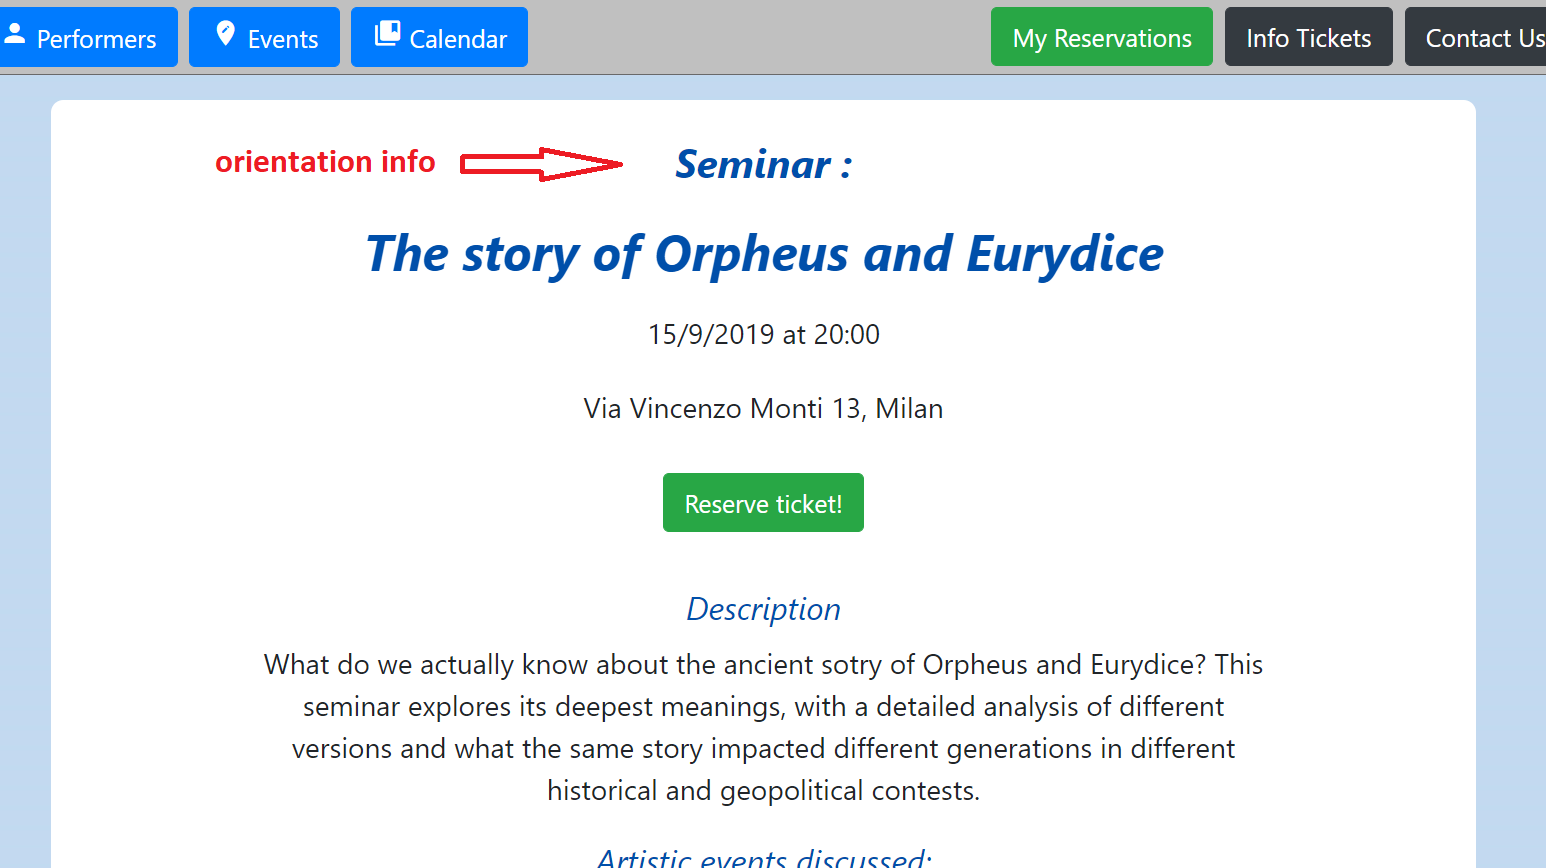 Performers Events Calendar My Reservations Info Tickets Contact Us
orientation info Seminar :
The story of Orpheus and Eurydice
15/9/2019 at 20:00
Via Vincenzo Monti 13, Milan
Reserve ticket!
Description
What do we actually know about the ancient sotry of Orpheus and Eurydice? This
seminar explores its deepest meanings, with a detailed analysis of different
versions and what the same story impacted different generations in different
historical and geopolitical contests.
Artistic events discussed: